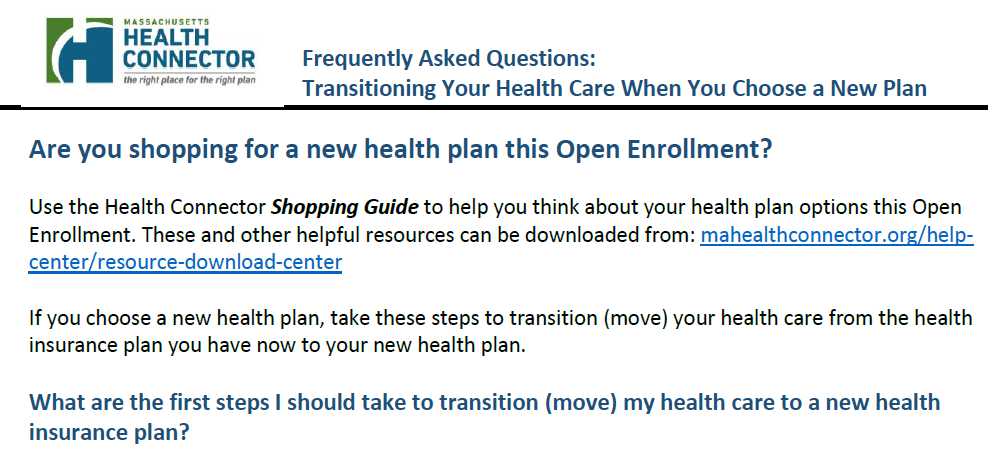 MASSACHUSETTS
HEALTH
CONNECTOR
the right place for the right plan
Frequently Asked Questions:
Transitioning Your Health Care When You Choose a New Plan
Are you shopping for a new health plan this Open Enrollment?
Use the Health Connector Shopping Guide to help you think about your health plan options this Open
Enrollment. These and other helpful resources can be downloaded from: mahealthconnector.org/help-
center/resource-download-center
If you choose a new health plan, take these steps to transition (move) your health care from the health
insurance plan you have now to your new health plan.
What are the first steps I should take to transition (move) my health care to a new health
insurance plan?